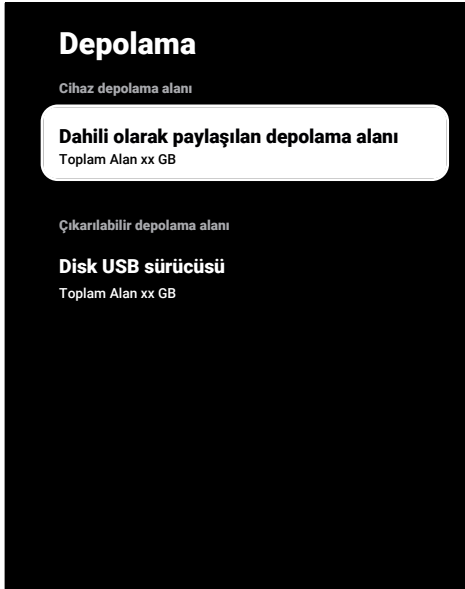 Depolama
Cihaz depolama alanı
Dahili olarak paylaşılan depolama alanı
Toplam Alan xx GB
Çıkarılabilir depolama alanı
Disk USB sürücüsü
Toplam Alan xx GB